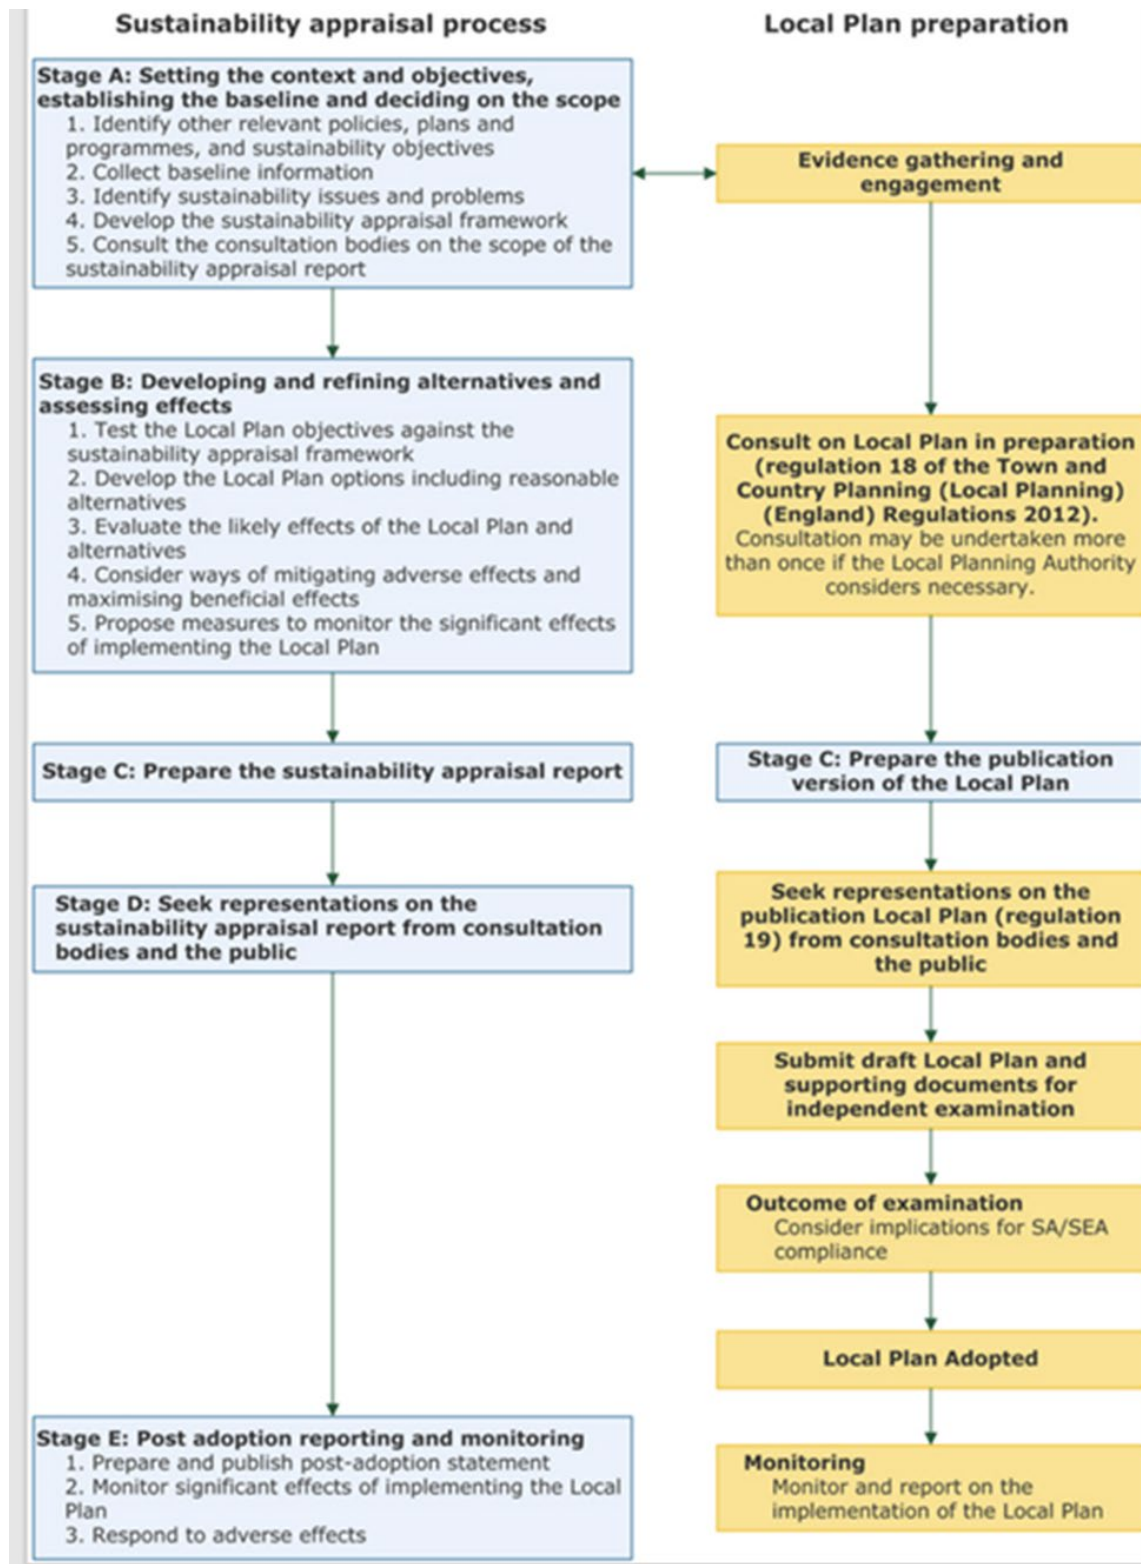 Sustainability appraisal process
Local Plan preparation
Stage A: Setting the context and objectives,
establishing the baseline and deciding on the scope
1. Identify other relevant policies, plans and
programmes, and sustainability objectives
2. Collect baseline information
3. Identify sustainability issues and problems
4. Develop the sustainability appraisal framework
5. Consult the consultation bodies on the scope of the
sustainability appraisal report
Evidence gathering and
engagement
Stage B: Developing and refining alternatives and
assessing effects
1. Test the Local Plan objectives against the
sustainability appraisal framework
2. Develop the Local Plan options including reasonable
alternatives
3. Evaluate the likely effects of the Local Plan and
alternatives
4. Consider ways of mitigating adverse effects and
maximising beneficial effects
5. Propose measures to monitor the significant effects
of implementing the Local Plan
Consult on Local Plan in preparation
(regulation 18 of the Town and
Country Planning (Local Planning)
(England) Regulations 2012).
Consultation may be undertaken more
than once if the Local Planning Authority
considers necessary.
Stage C: Prepare the sustainability appraisal report
Stage C: Prepare the publication
version of the Local Plan
Stage D: Seek representations on the
sustainability appraisal report from consultation
bodies and the public
Seek representations on the
publication Local Plan (regulation
19) from consultation bodies and
the public
Submit draft Local Plan and
supporting documents for
independent examination
Outcome of examination
Consider implications for SA/SEA
compliance
Local Plan Adopted
Stage E: Post adoption reporting and monitoring
1. Prepare and publish post-adoption statement
2. Monitor significant effects of implementing the Local
Plan
3. Respond to adverse effects
Monitoring
Monitor and report on the
implementation of the Local Plan